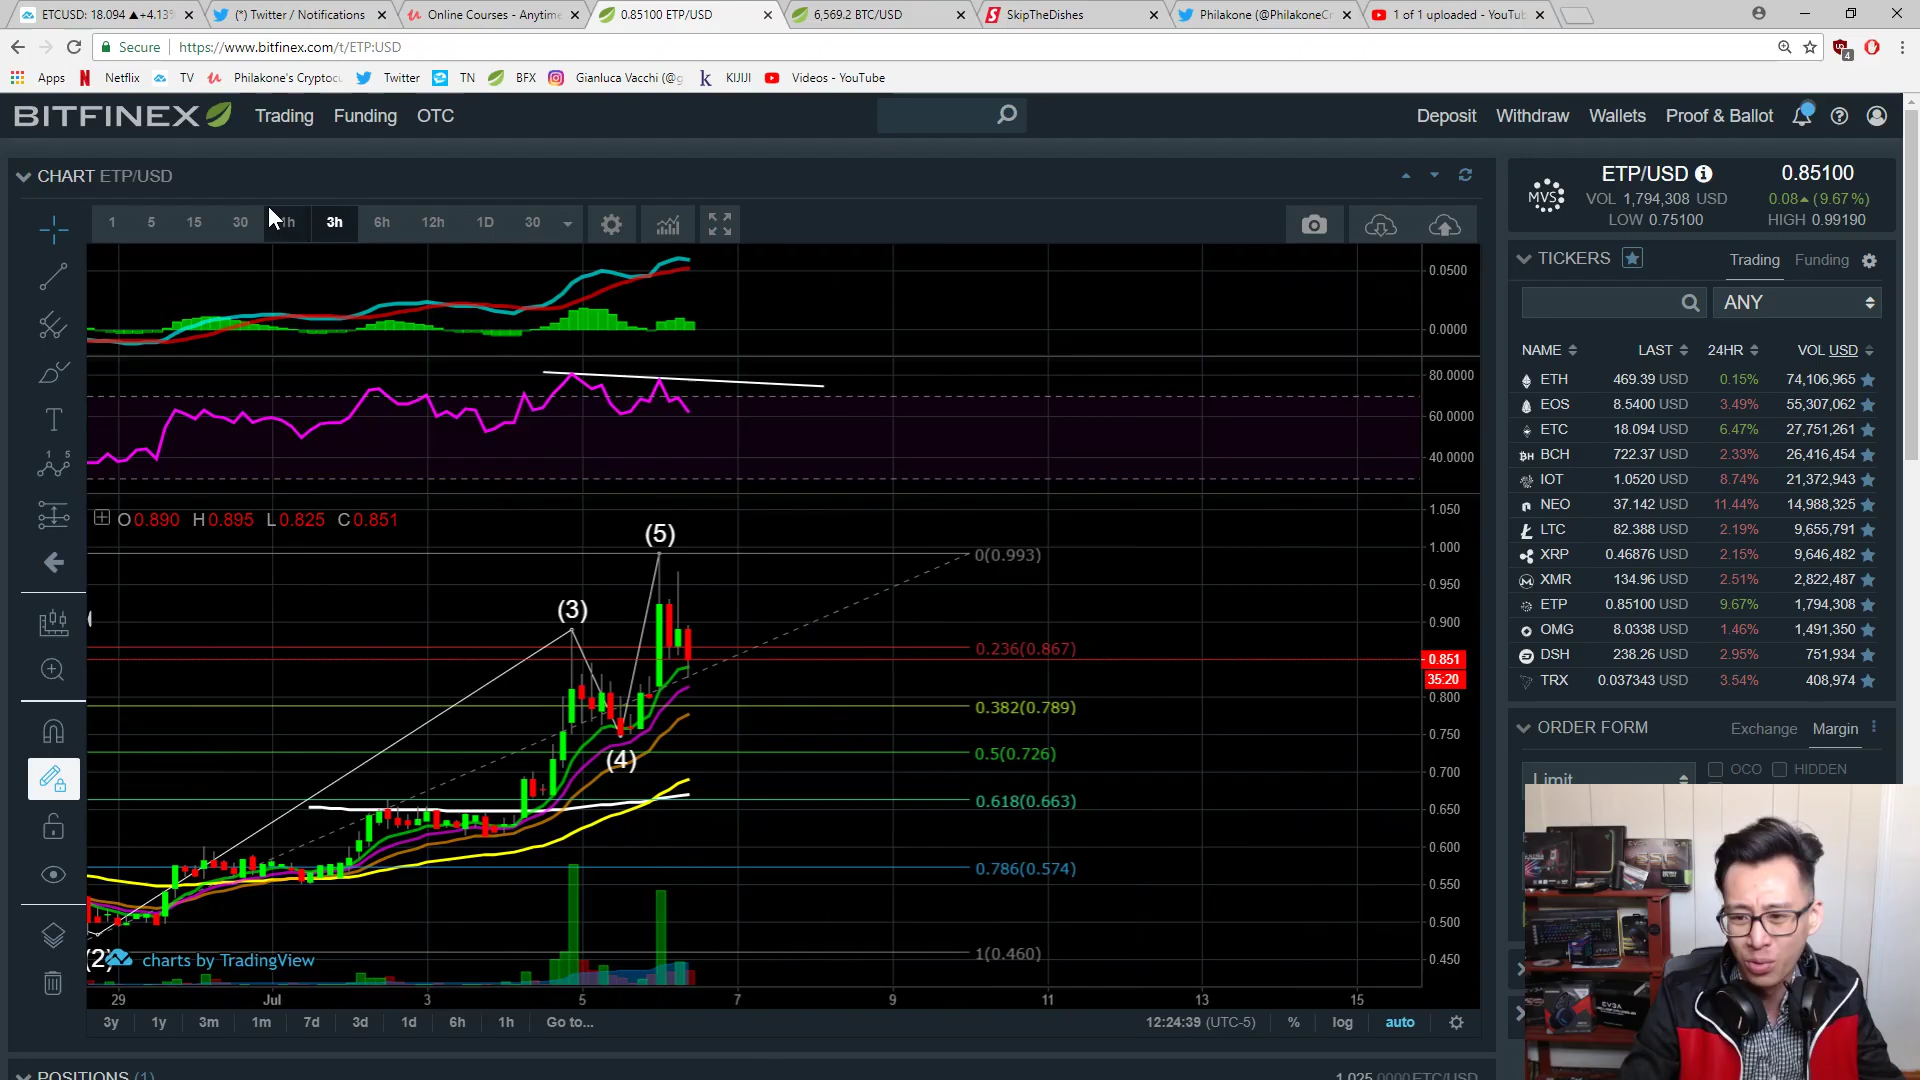 ETCUSD: 18.094 ▲+4.13%
(*) Twitter / Notifications
Online Courses - Anytime
0.85100 ETP/USD
6,569.2 BTC/USD
SkipTheDishes
Philakone (@PhilakoneCr
1 of 1 uploaded - YouTub
Secure
https://www.bitfinex.com/t/ETP:USD
4
Apps
Netflix
TV
Philakone's Cryptocu
Twitter
TN
BFX
Gianluca Vacchi (@g
KIJIJI
Videos - YouTube
BITFINEX
Trading
Funding
OTC
Deposit
Withdraw
Wallets
Proof & Ballot
CHART ETP/USD
1 5 15 30 1h 3h 6h 12h 1D 30
0.0500
0.0000
80.0000
60.0000
40.0000
O 0.890 H 0.895 L 0.825 C 0.851
1.050
1.000
0.950
0.900
0.851
35:20
0.800
0.750
0.700
0.650
0.600
0.550
0.500
0.450
(5)
(3)
(4)
(2)
0(0.993)
0.236(0.867)
0.382(0.789)
0.5(0.726)
0.618(0.663)
0.786(0.574)
1(0.460)
charts by TradingView
29 Jul 3 5 7 9 11 13 15
3y 1y 3m 1m 7d 3d 1d 6h 1h Go to...
12:24:39 (UTC-5) % log auto
POSITIONS (1)
1,025.0000 ETC/USD
MVS
ETP/USD 0.85100
VOL 1,794,308 USD 0.08 (9.67%)
LOW 0.75100 HIGH 0.99190
TICKERS Trading Funding
ANY
NAME LAST 24HR VOL USD
ETH 469.39 USD 0.15% 74,106,965
EOS 8.5400 USD 3.49% 55,307,062
ETC 18.094 USD 6.47% 27,751,261
BCH 722.37 USD 2.33% 26,416,454
IOT 1.0520 USD 8.74% 21,372,943
NEO 37.142 USD 11.44% 14,988,325
LTC 82.388 USD 2.19% 9,655,791
XRP 0.46876 USD 2.15% 9,646,482
XMR 134.96 USD 2.51% 2,822,487
ETP 0.85100 USD 9.67% 1,794,308
OMG 8.0338 USD 1.46% 1,491,350
DSH 238.26 USD 2.95% 751,934
TRX 0.037343 USD 3.54% 408,974
ORDER FORM Exchange Margin
Limit
OCO HIDDEN
EVGA